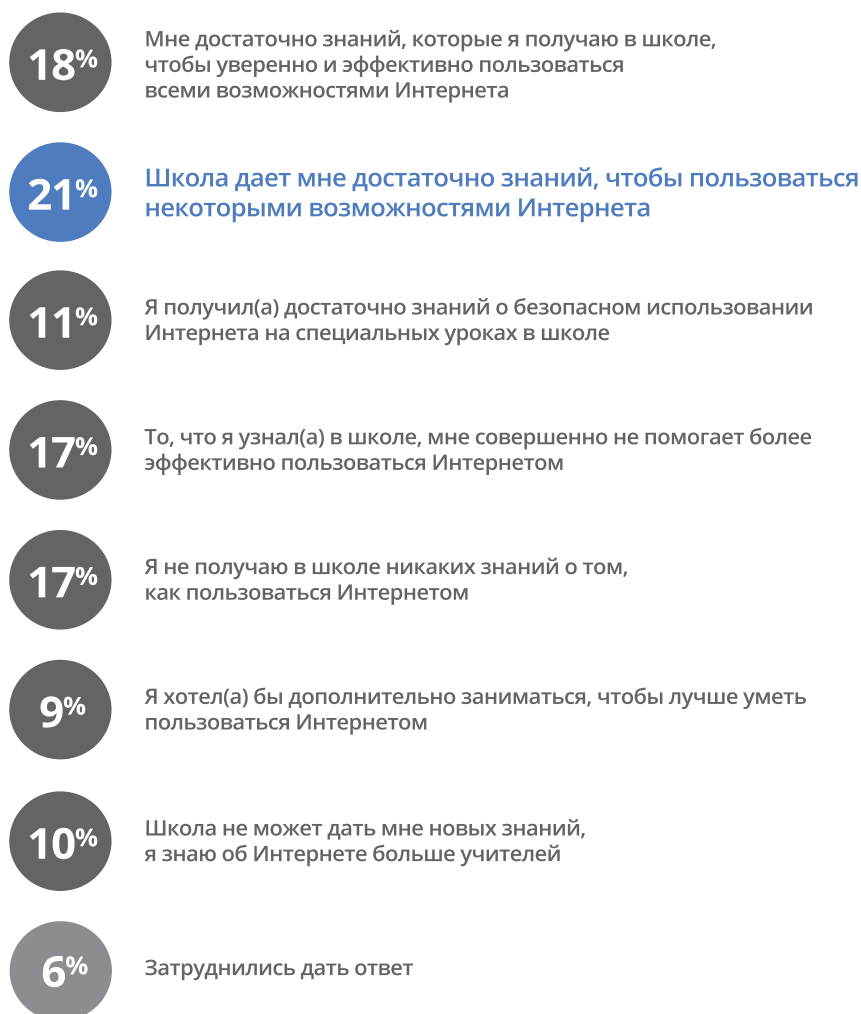 18%
Мне достаточно знаний, которые я получаю в школе,
чтобы уверенно и эффективно пользоваться
всеми возможностями Интернета
21%
Школа дает мне достаточно знаний, чтобы пользоваться
некоторыми возможностями Интернета
11%
Я получил(а) достаточно знаний о безопасном использовании
Интернета на специальных уроках в школе
17%
То, что я узнал(а) в школе, мне совершенно не помогает более
эффективно пользоваться Интернетом
17%
Я не получаю в школе никаких знаний о том,
как пользоваться Интернетом
9%
Я хотел(а) бы дополнительно заниматься, чтобы лучше уметь
пользоваться Интернетом
10%
Школа не может дать мне новых знаний,
я знаю об Интернете больше учителей
6%
Затруднились дать ответ